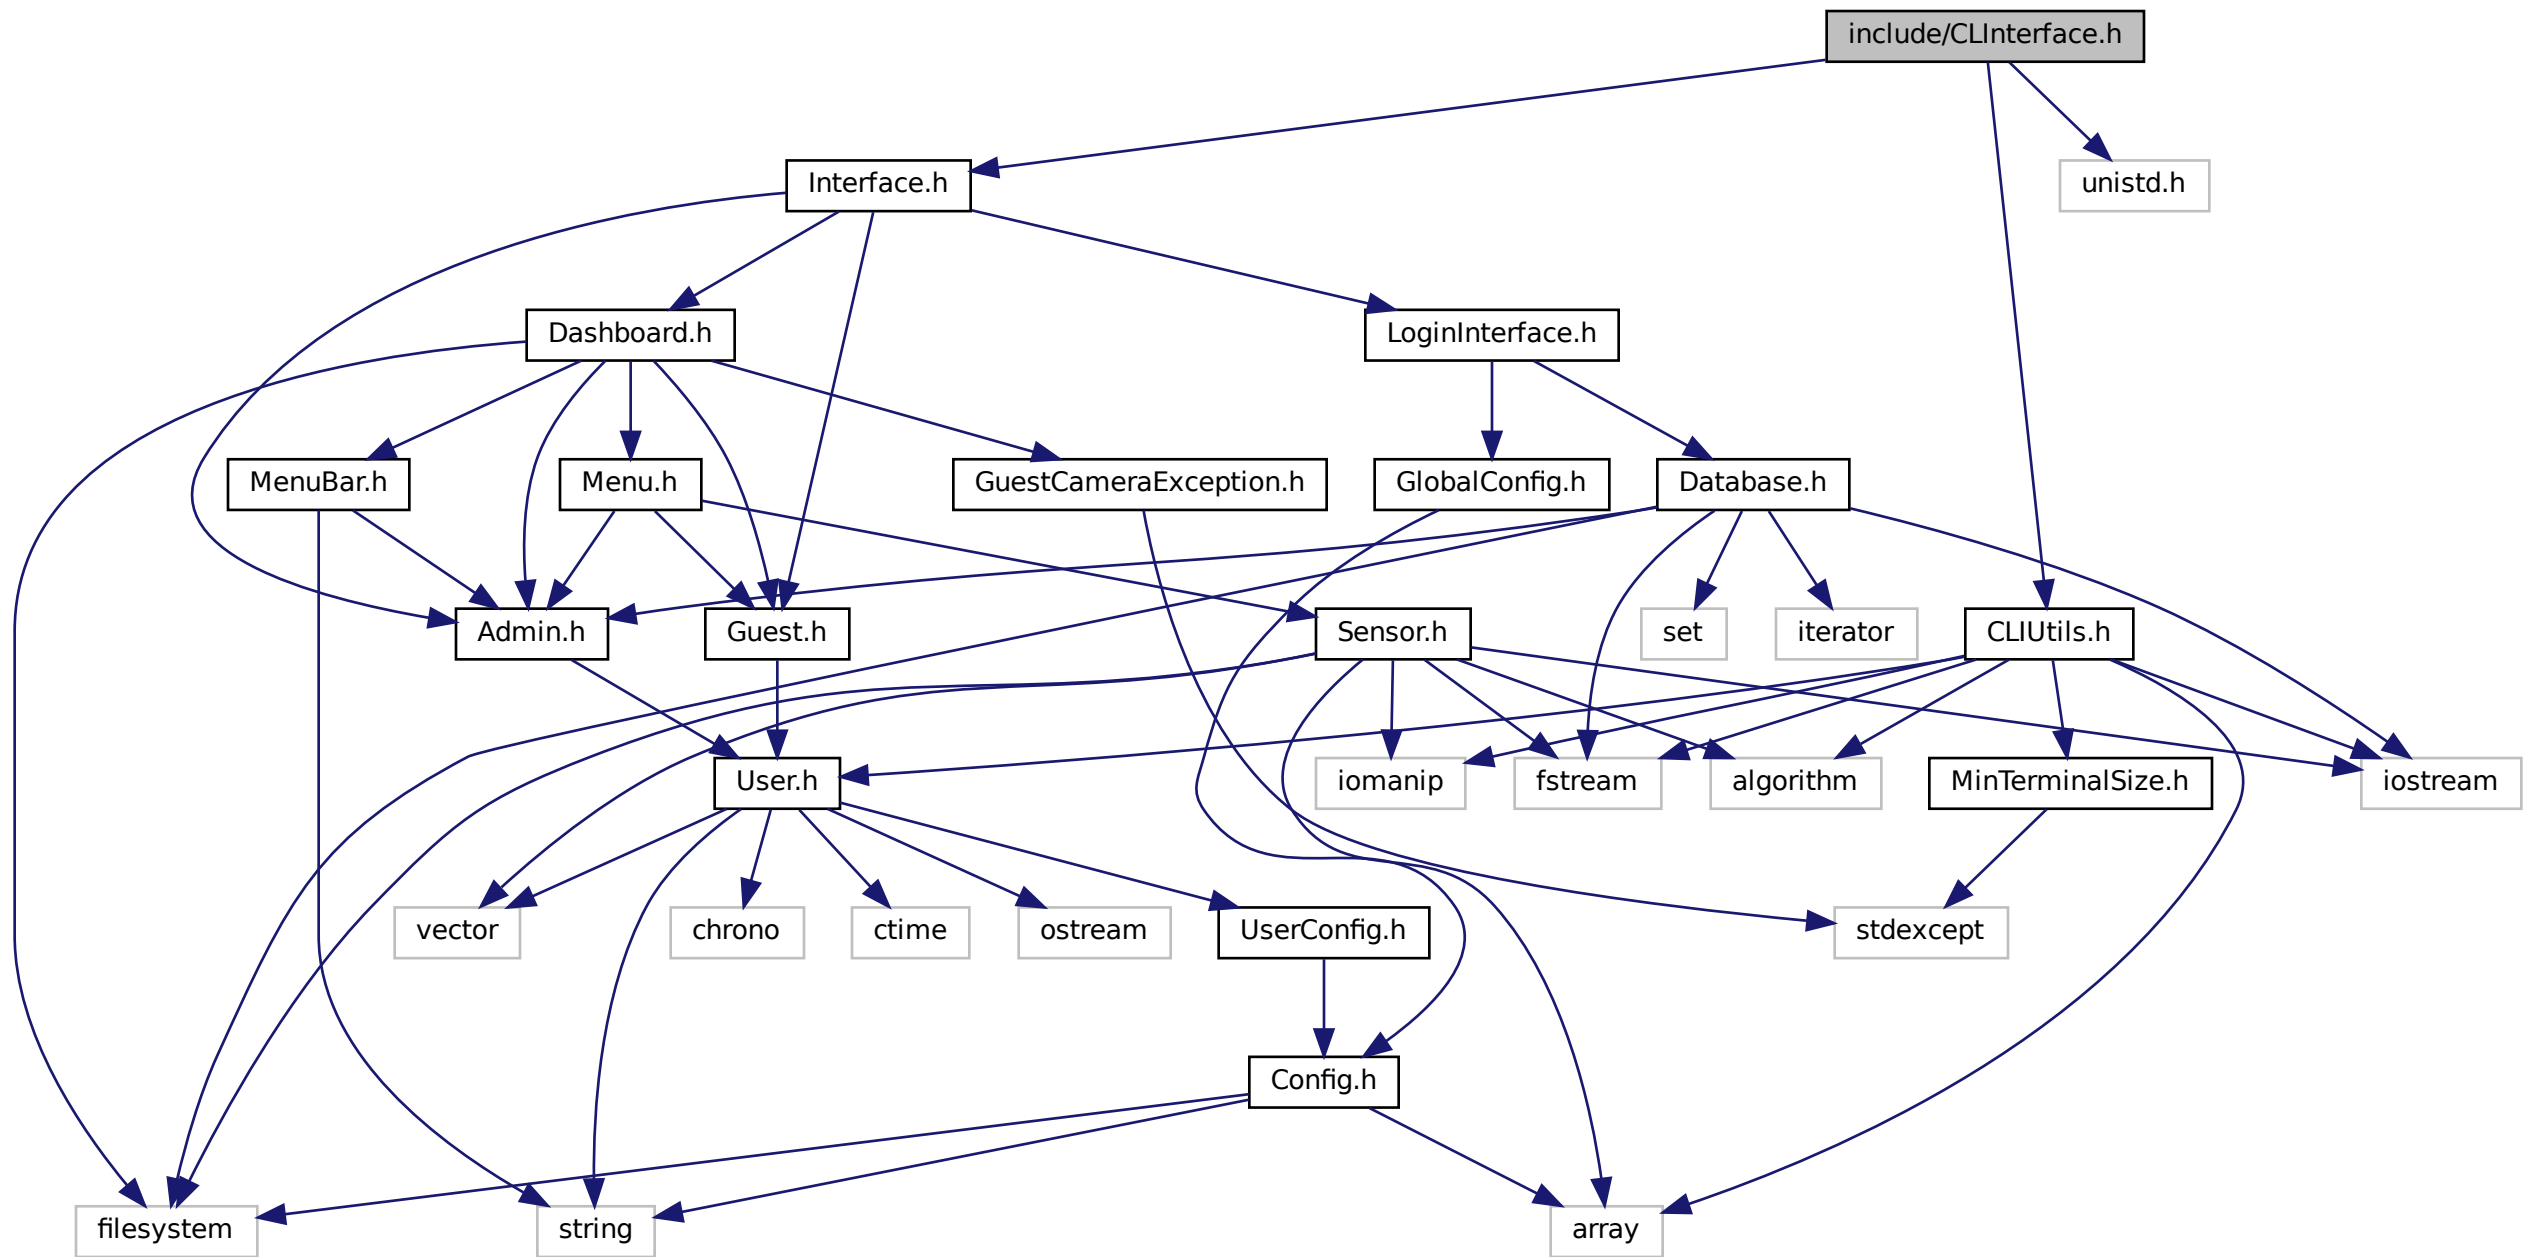 include/CLInterface.h
Interface.h
unistd.h
Dashboard.h
LoginInterface.h
MenuBar.h
Menu.h
GuestCameraException.h
GlobalConfig.h
Database.h
Admin.h
Guest.h
Sensor.h
set
iterator
CLIUtils.h
User.h
iomanip
fstream
algorithm
MinTerminalSize.h
iostream
vector
chrono
ctime
ostream
UserConfig.h
stdexcept
Config.h
filesystem
string
array